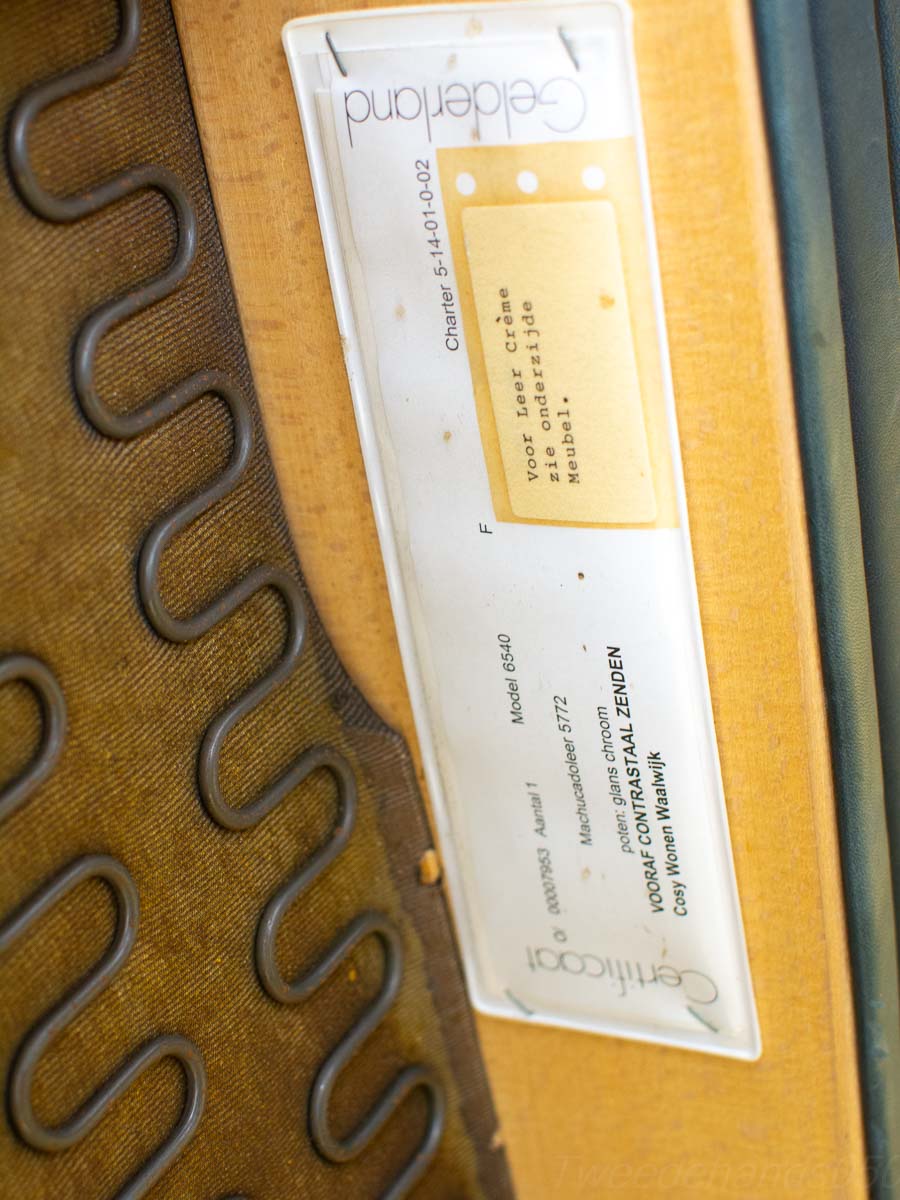 Gelderland
Charter 5-14-01-0-02
Voor Leer Crème
zie onderzijde
Meubel.
F
Model 6540
O/ 00007953 Aantal 1
Machucadoleer 5772
poten: glans chroom
VOORAF CONTRASTAAL ZENDEN
Cosy Wonen Waalwijk
Certificaat